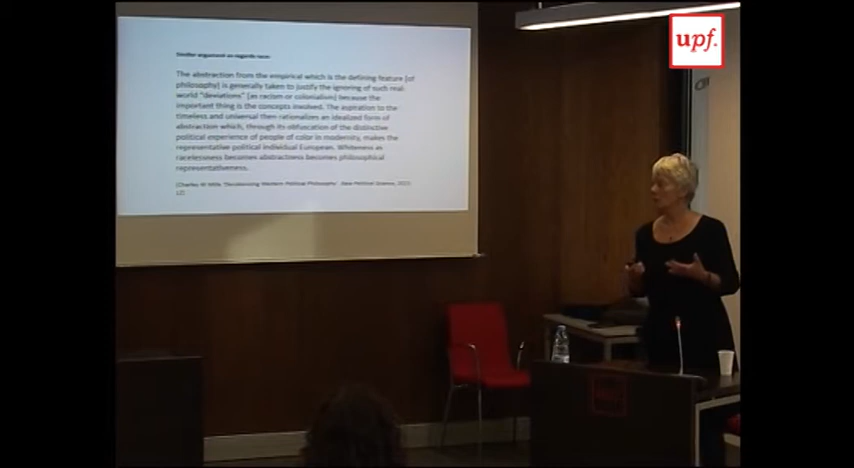 Similar argument as regards race:
The abstraction from the empirical which is the defining feature [of
philosophy] is generally taken to justify the ignoring of such real-
world "deviations" [as racism or colonialism] because the
important thing is the concepts involved. The aspiration to the
timeless and universal then rationalizes an idealized form of
abstraction which, through its obfuscation of the distinctive
political experience of people of color in modernity, makes the
representative political individual European. Whiteness as
racelessness becomes abstractness becomes philosophical
representativeness.
(Charles W Mills 'Decolonizing Western Political Philosophy'. New Political Science, 2015
upf.